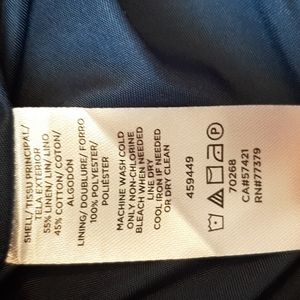 SHELL/TISSU PRINCIPAL/
TELA EXTERIOR
55% LINEN/LIN/LINO
45% COTTON/COTON/
ALGODÓN
LINING/DOUBLURE/FORRO
100% POLYESTER/
POLIÉSTER
MACHINE WASH COLD
ONLY NON-CHLORINE
BLEACH WHEN NEEDED
LINE DRY
COOL IRON IF NEEDED
OR DRY CLEAN
459449
70268
CA#57421
RN#77379